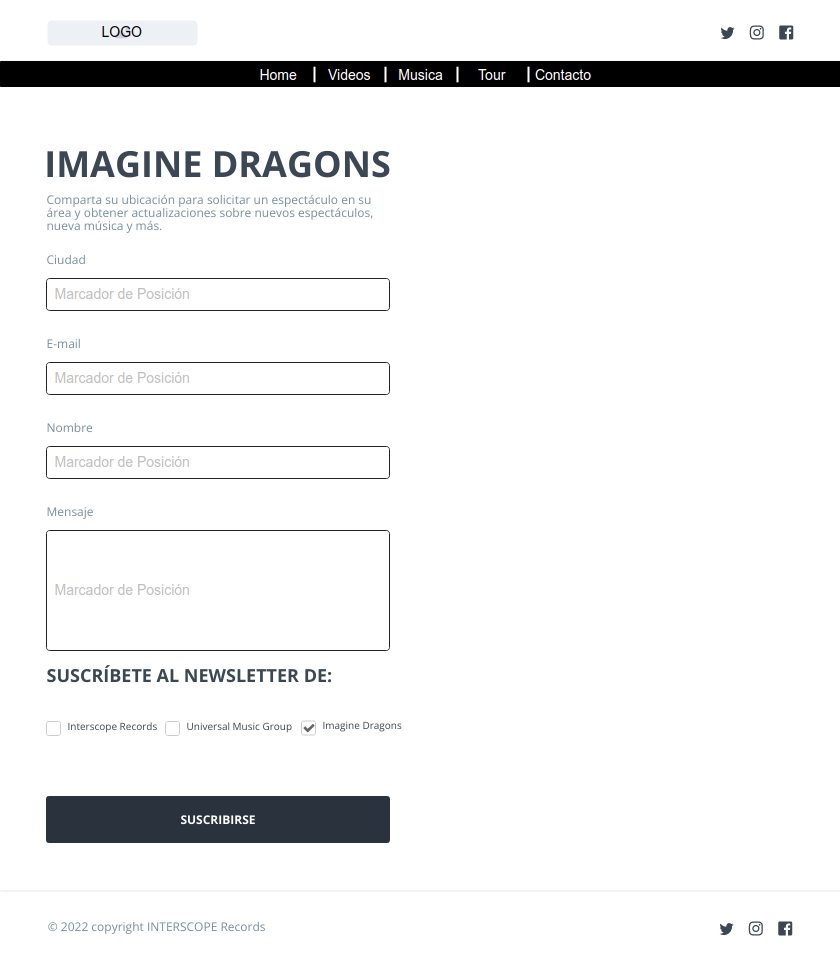 LOGO
Home | Videos | Musica | Tour | Contacto
IMAGINE DRAGONS
Comparta su ubicación para solicitar un espectáculo en su
área y obtener actualizaciones sobre nuevos espectáculos,
nueva música y más.
Ciudad
Marcador de Posición
E-mail
Marcador de Posición
Nombre
Marcador de Posición
Mensaje
Marcador de Posición
SUSCRÍBETE AL NEWSLETTER DE:
Interscope Records Universal Music Group Imagine Dragons
SUSCRIBIRSE
© 2022 copyright INTERSCOPE Records